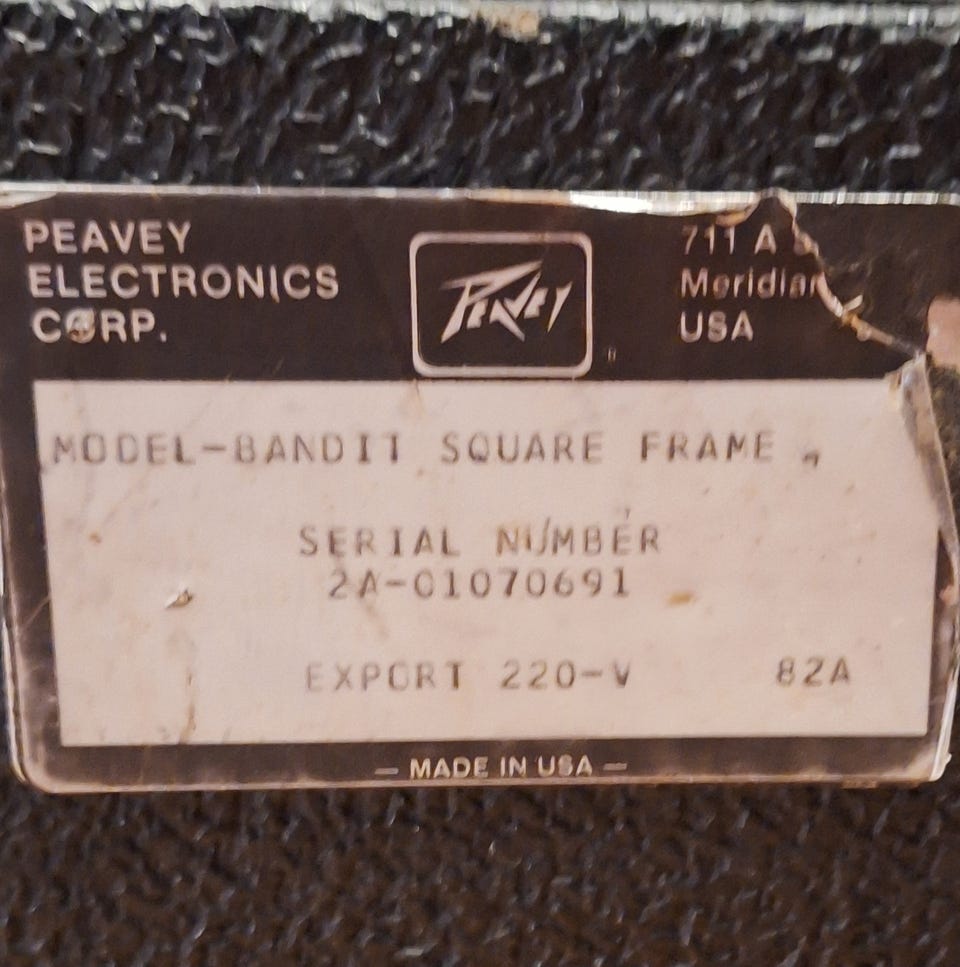 PEAVEY
ELECTRONICS
CORP.
PEAVEY
711 A
Meridian
USA
MODEL-BANDIT SQUARE FRAME
SERIAL NUMBER
2A-01070691
EXPORT 220-V 82A
— MADE IN USA —